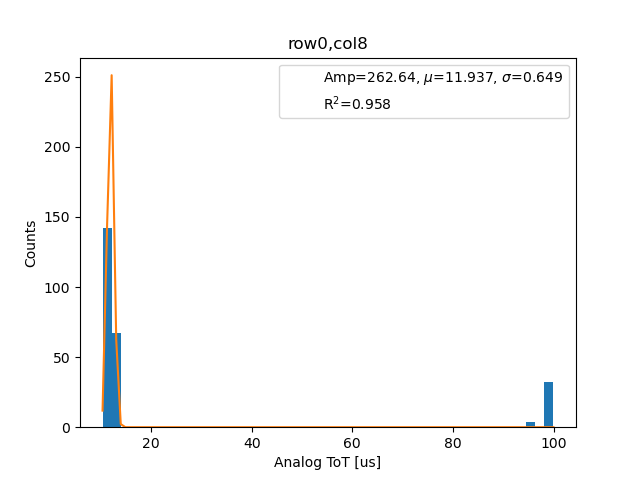 row0,col8
Amp=262.64, μ=11.937, σ=0.649
R²=0.958
Counts
250
200
150
100
50
0
20 40 60 80 100
Analog ToT [us]